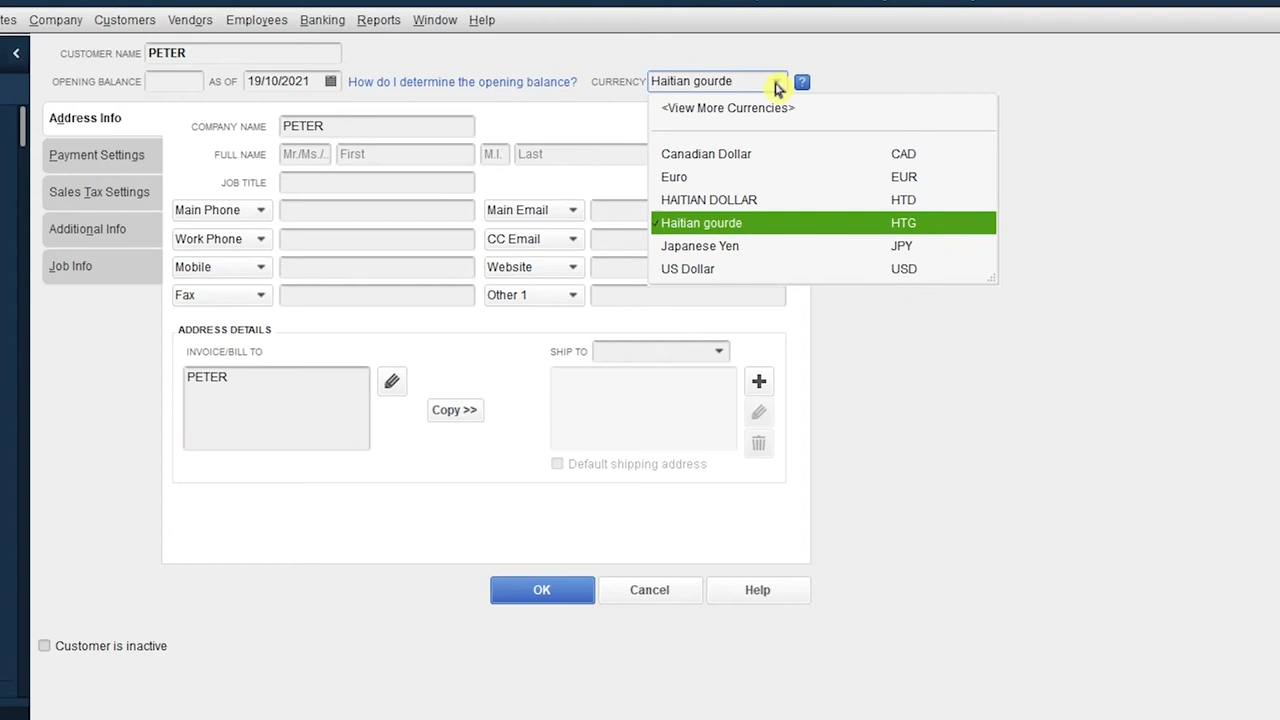 tes Company Customers Vendors Employees Banking Reports Window Help
CUSTOMER NAME PETER
OPENING BALANCE AS OF 19/10/2021 How do I determine the opening balance? CURRENCY Haitian gourde ?
<View More Currencies>
Canadian Dollar CAD
Euro EUR
HAITIAN DOLLAR HTD
✓ Haitian gourde HTG
Japanese Yen JPY
US Dollar USD
Address Info
Payment Settings
Sales Tax Settings
Additional Info
Job Info
COMPANY NAME PETER
FULL NAME Mr./Ms./.. First M.I. Last
JOB TITLE
Main Phone Main Email
Work Phone CC Email
Mobile Website
Fax Other 1
ADDRESS DETAILS
INVOICE/BILL TO SHIP TO
PETER
Copy >>
Default shipping address
OK Cancel Help
Customer is inactive